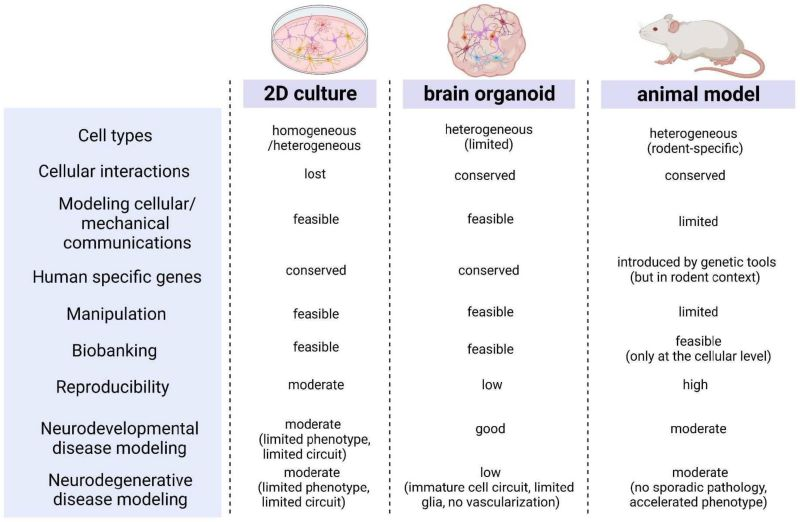 2D culture brain organoid animal model
Cell types
homogeneous
/heterogeneous
heterogeneous
(limited)
heterogeneous
(rodent-specific)
Cellular interactions
lost
conserved
conserved
Modeling cellular/
mechanical
communications
feasible
feasible
limited
Human specific genes
conserved
conserved
introduced by genetic tools
(but in rodent context)
Manipulation
feasible
feasible
limited
Biobanking
feasible
feasible
feasible
(only at the cellular level)
Reproducibility
moderate
low
high
Neurodevelopmental
disease modeling
moderate
(limited phenotype,
limited circuit)
good
moderate
Neurodegenerative
disease modeling
moderate
(limited phenotype,
limited circuit)
low
(immature cell circuit, limited
glia, no vascularization)
moderate
(no sporadic pathology,
accelerated phenotype)